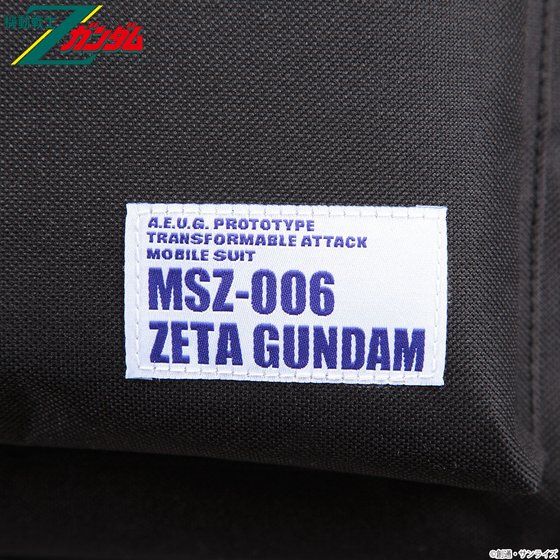 機動戦士
Zガンダム
A.E.U.G. PROTOTYPE
TRANSFORMABLE ATTACK
MOBILE SUIT
MSZ-006
ZETA GUNDAM
©創通・サンライズ